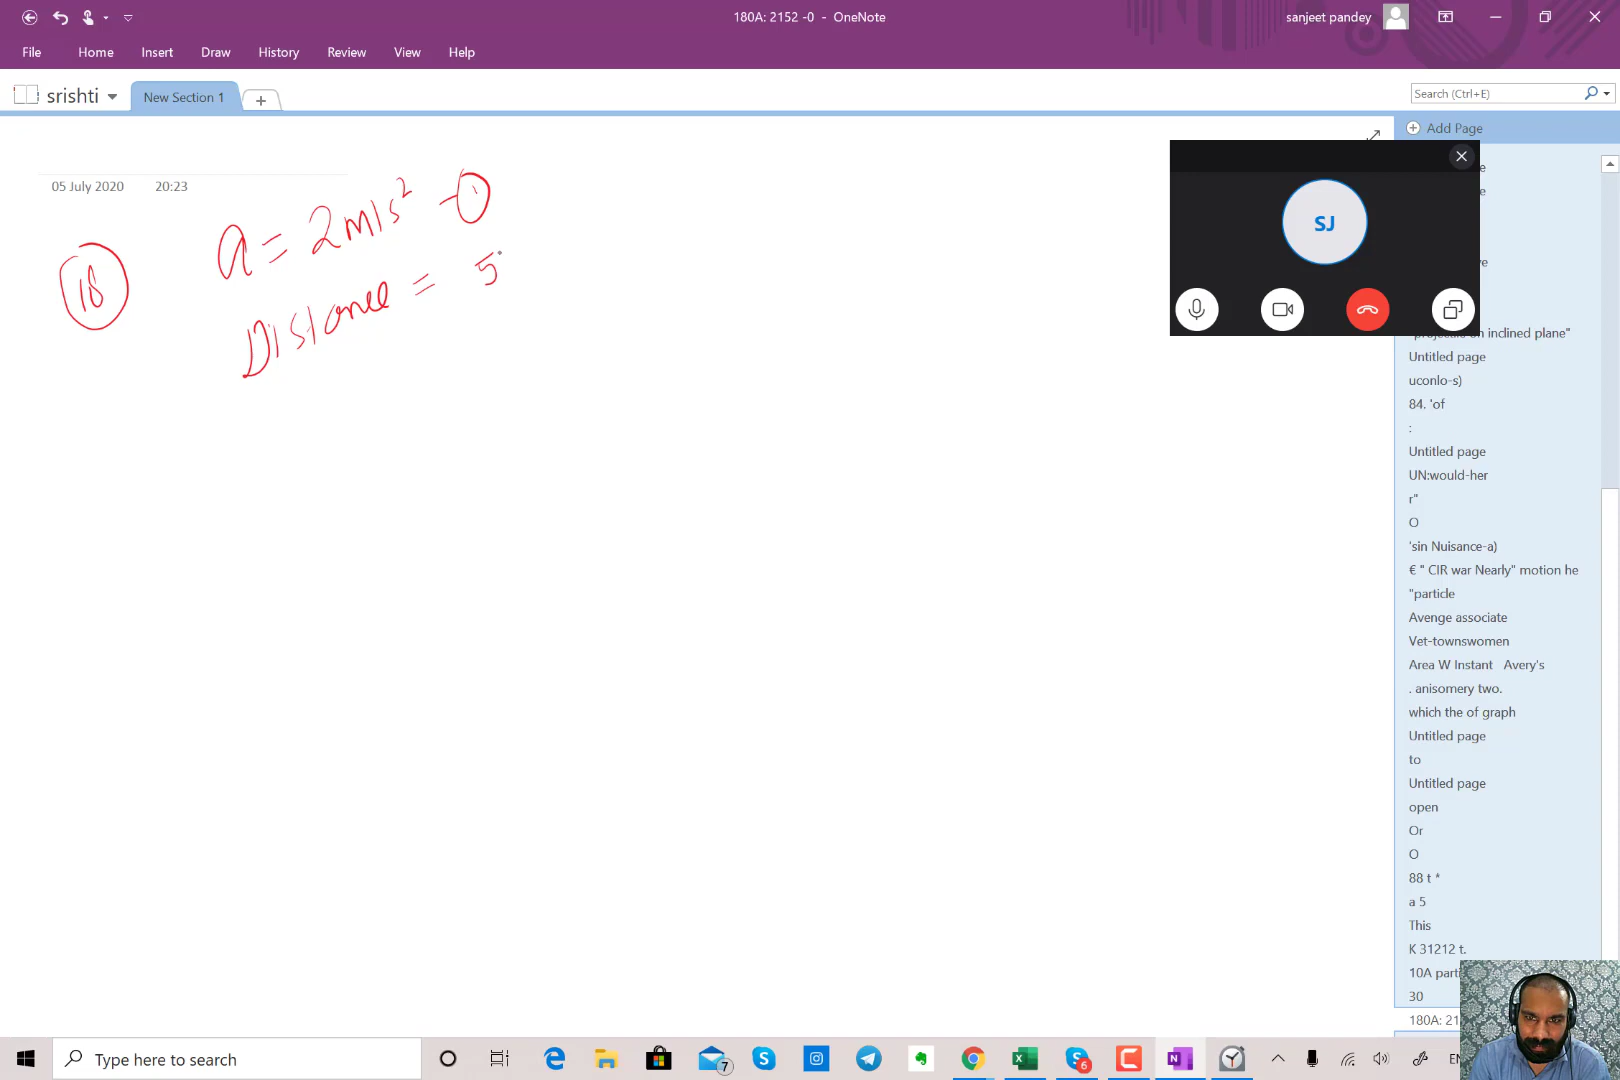 180A: 2152 -0 - OneNote
sanjeet pandey
File Home Insert Draw History Review View Help
srishti New Section 1
Search (Ctrl+E)
Add Page
05 July 2020 20:23
18
a = 2m/s² -①
Distance = 5
SJ
on inclined plane"
Untitled page
uconlo-s)
84. 'of
:
Untitled page
UN:would-her
r"
O
'sin Nuisance-a)
€ " CIR war Nearly" motion he
"particle
Avenge associate
Vet-townswomen
Area W Instant Avery's
. anisomery two.
which the of graph
Untitled page
to
Untitled page
open
Or
O
88 t *
a 5
This
K 31212 t.
10A parti
30
180A: 21
Type here to search
7
6